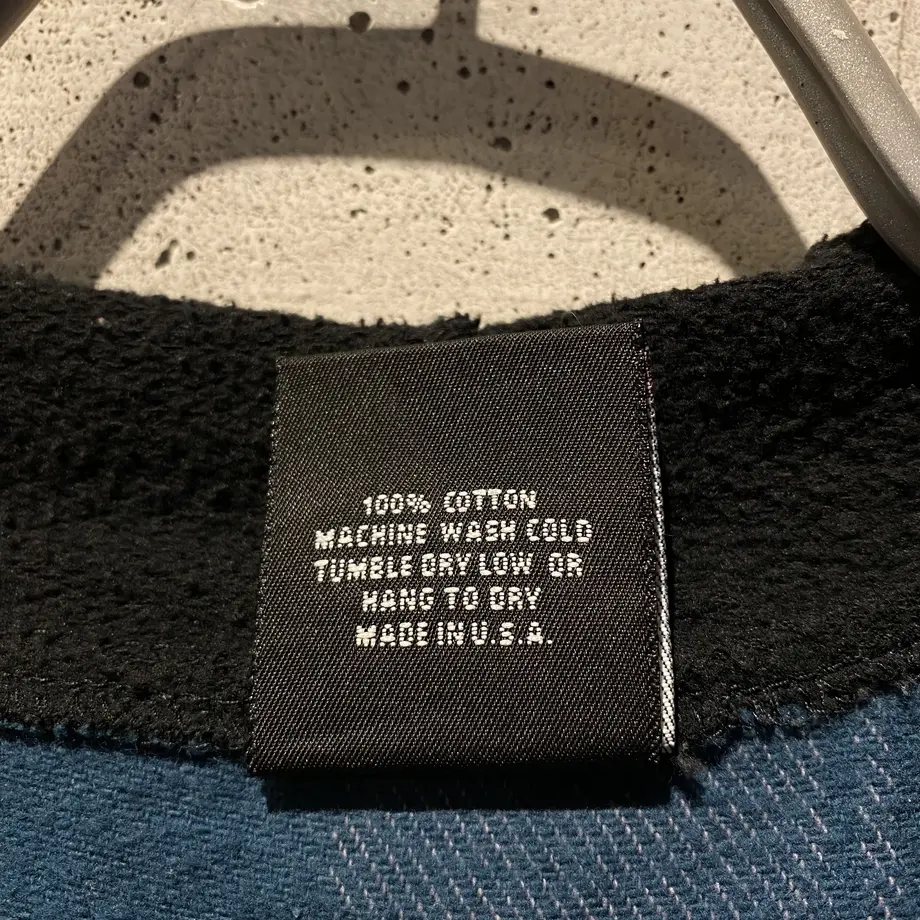 100% COTTON
MACHINE WASH COLD
TUMBLE DRY LOW OR
HANG TO DRY
MADE IN U.S.A.